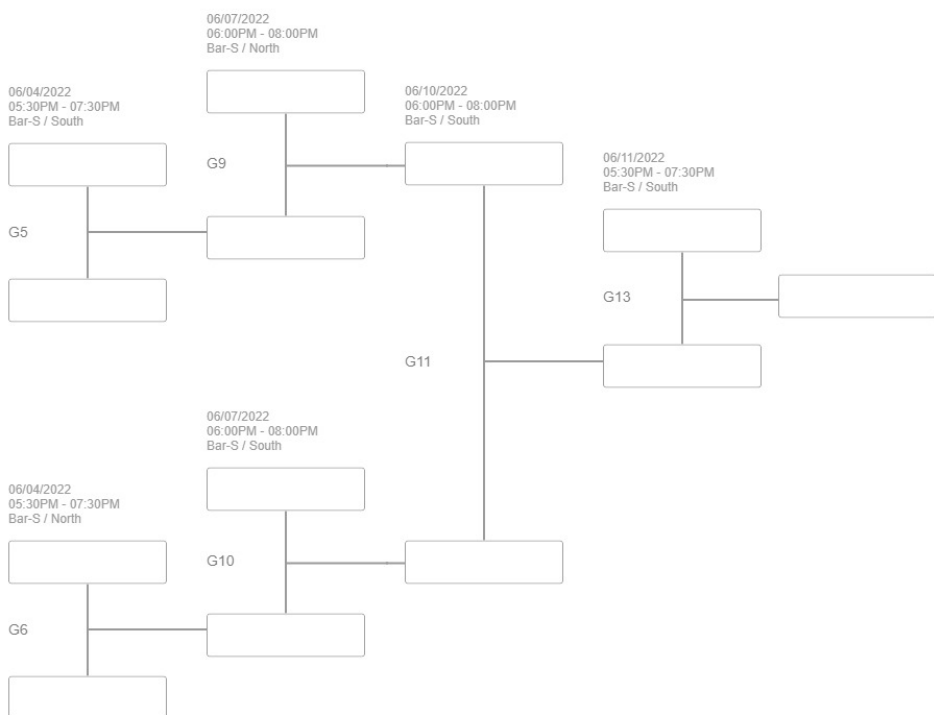 06/07/2022
06:00PM - 08:00PM
Bar-S / North
06/04/2022
05:30PM - 07:30PM
Bar-S / South
06/10/2022
06:00PM - 08:00PM
Bar-S / South
G9
06/11/2022
05:30PM - 07:30PM
Bar-S / South
G5
G13
G11
06/07/2022
06:00PM - 08:00PM
Bar-S / South
06/04/2022
05:30PM - 07:30PM
Bar-S / North
G10
G6